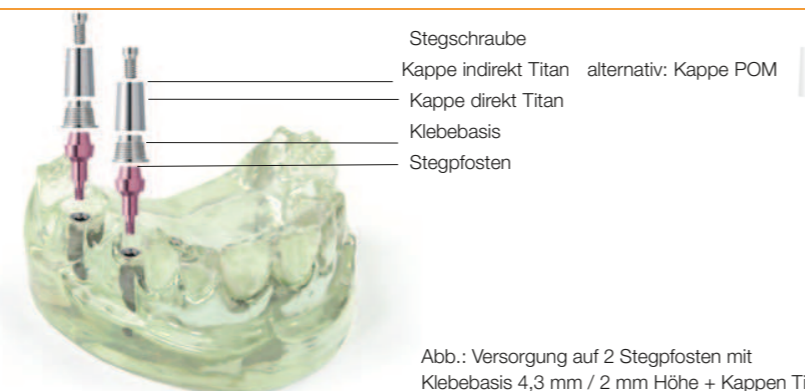 Stegschraube
Kappe indirekt Titan alternativ: Kappe POM
Kappe direkt Titan
Klebebasis
Stegpfosten
Abb.: Versorgung auf 2 Stegpfosten mit
Klebebasis 4,3 mm / 2 mm Höhe + Kappen